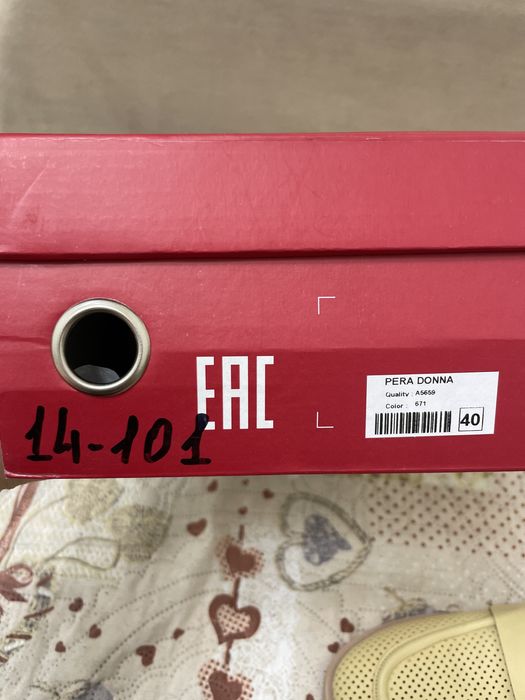 EAC
14-101
PERA DONNA
Quality A5659
Color : 671
40